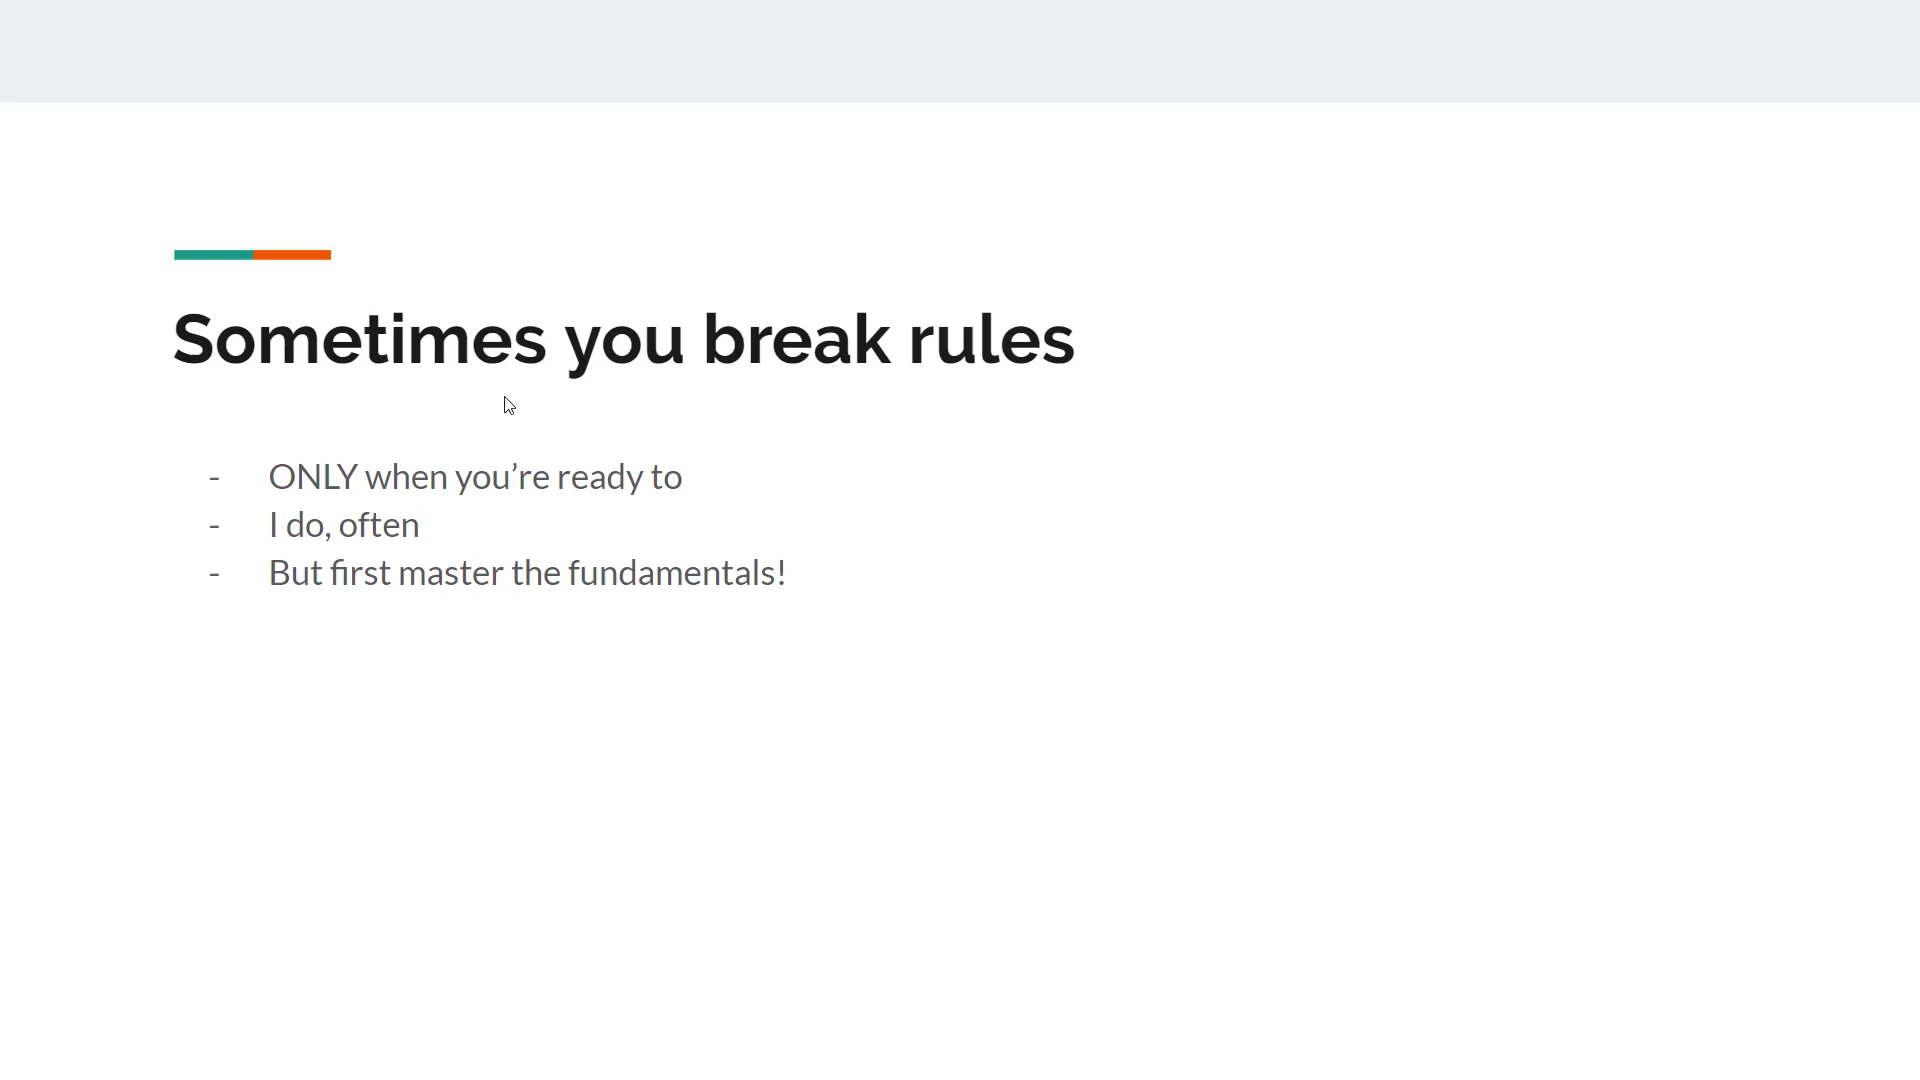 Sometimes you break rules
- ONLY when you’re ready to
- I do, often
- But first master the fundamentals!